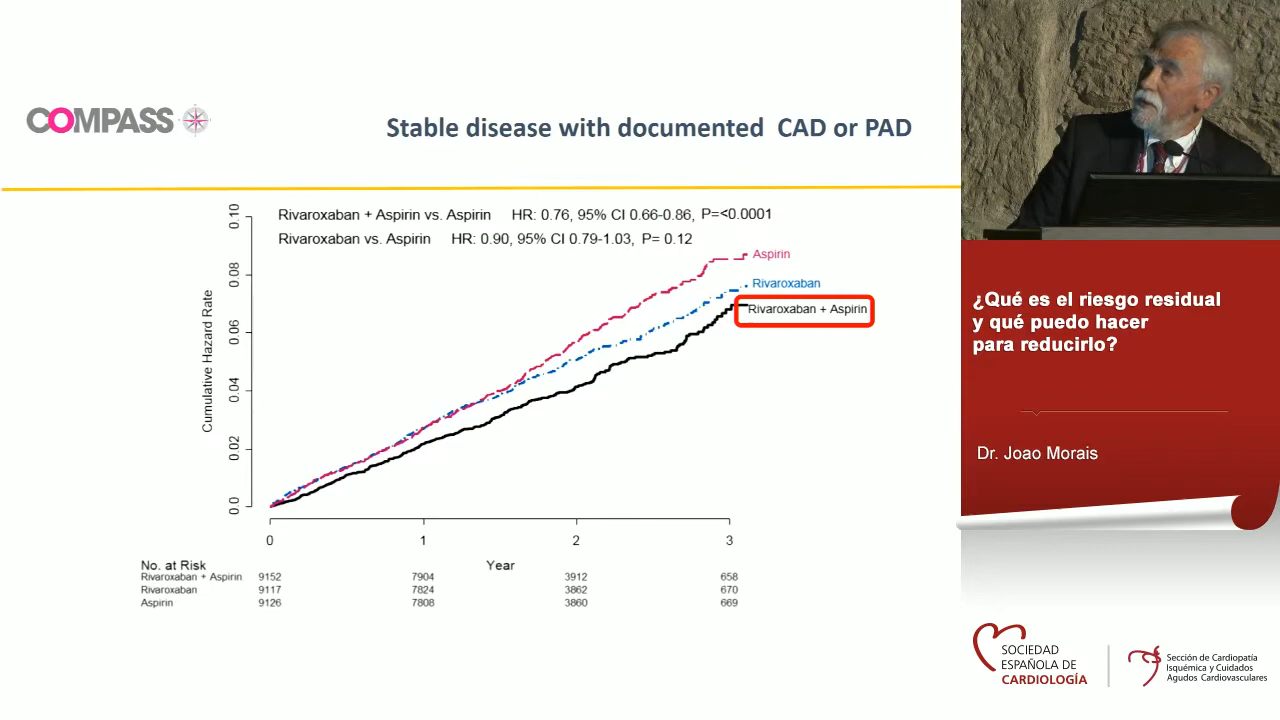 COMPASS
Stable disease with documented CAD or PAD
Rivaroxaban + Aspirin vs. Aspirin HR: 0.76, 95% CI 0.66-0.86, P=<0.0001
Rivaroxaban vs. Aspirin HR: 0.90, 95% CI 0.79-1.03, P= 0.12
Cumulative Hazard Rate
0.10
0.08
0.06
0.04
0.02
0.0
Aspirin
Rivaroxaban
Rivaroxaban + Aspirin
0 1 2 3
Year
No. at Risk
Rivaroxaban + Aspirin 9152 7904 3912 658
Rivaroxaban 9117 7824 3862 670
Aspirin 9126 7808 3860 669
¿Qué es el riesgo residual
y qué puedo hacer
para reducirlo?
Dr. Joao Morais
SOCIEDAD
ESPAÑOLA DE
CARDIOLOGÍA
Sección de Cardiopatía
Isquémica y Cuidados
Agudos Cardiovasculares